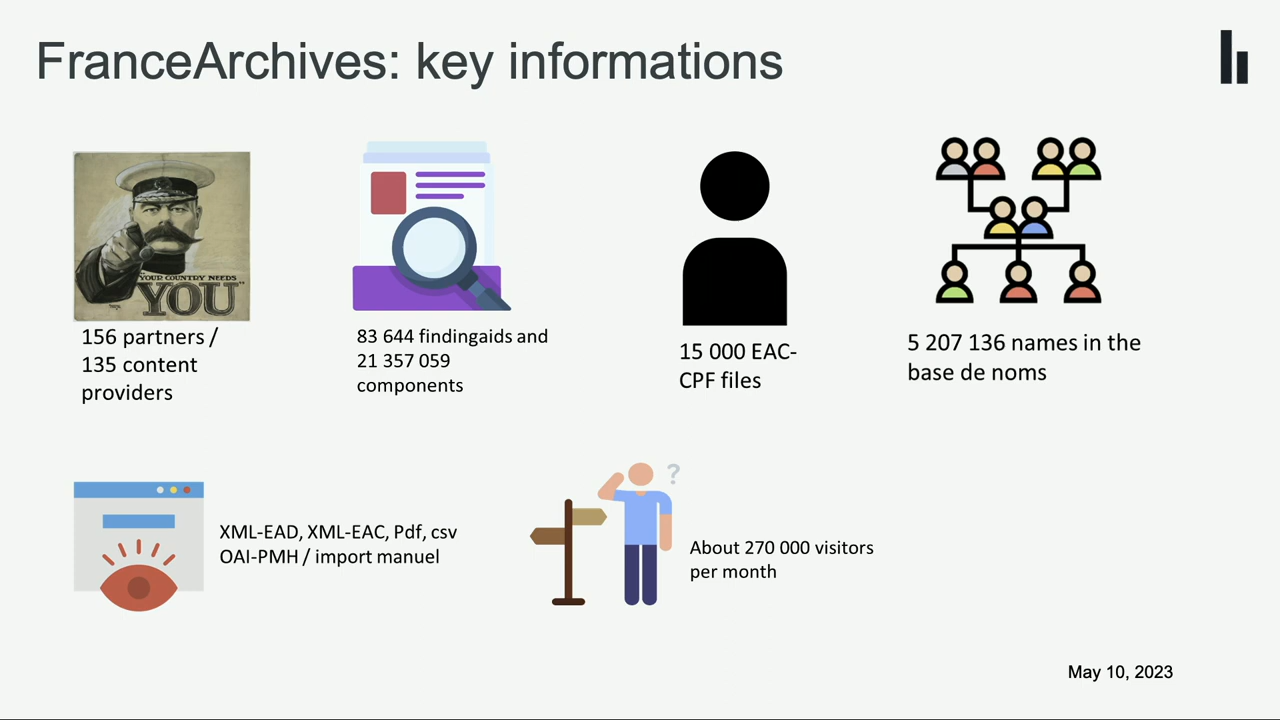 FranceArchives: key informations
"YOUR COUNTRY NEEDS
YOU"
156 partners /
135 content
providers
83 644 findingaids and
21 357 059
components
15 000 EAC-
CPF files
5 207 136 names in the
base de noms
XML-EAD, XML-EAC, Pdf, csv
OAI-PMH / import manuel
?
About 270 000 visitors
per month
May 10, 2023